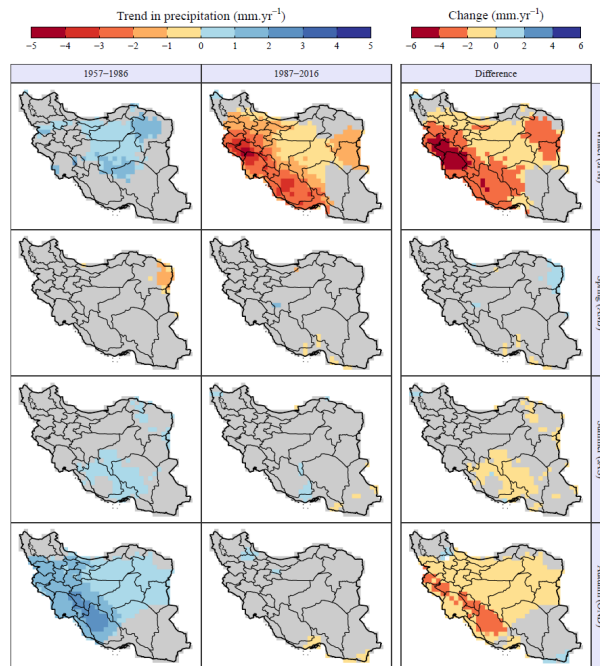 Trend in precipitation (mm.yr⁻¹)
−5 −4 −3 −2 −1 0 1 2 3 4 5
Change (mm.yr⁻¹)
−6 −4 −2 0 2 4 6
1957−1986
1987−2016
Difference